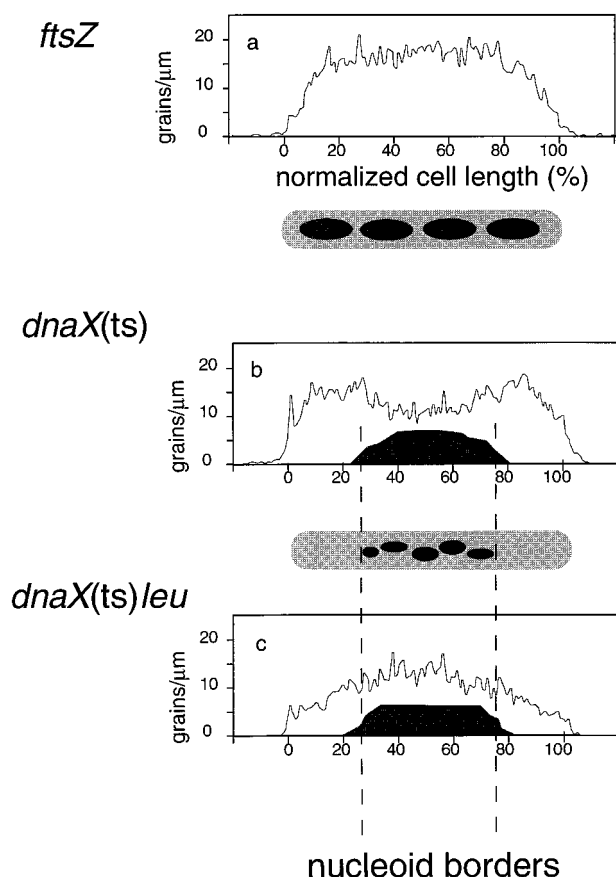 ftsZ
a
grains/μm
20
10
0
0 20 40 60 80 100
normalized cell length (%)
dnaX(ts)
b
grains/μm
20
10
0
0 20 40 60 80 100
dnaX(ts)leu
c
grains/μm
20
10
0
0 20 40 60 80 100
nucleoid borders